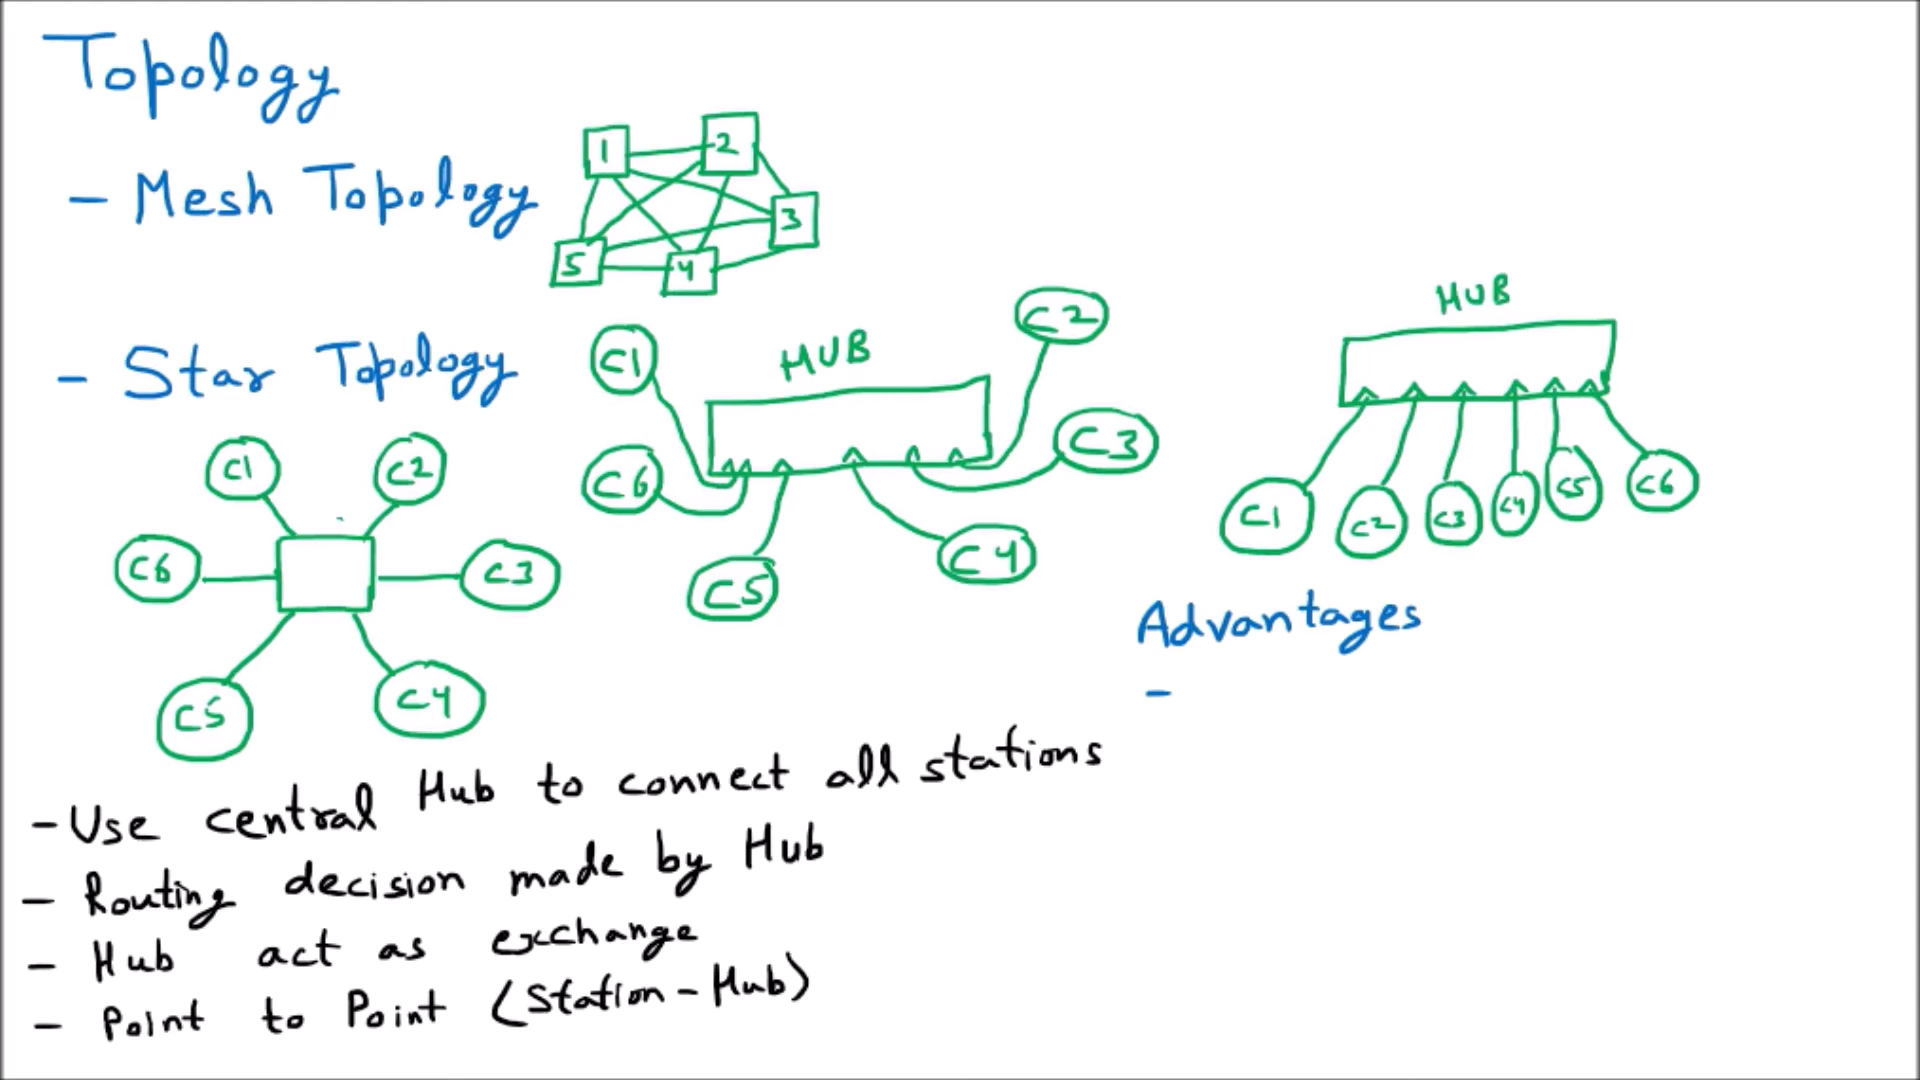 Topology
- Mesh Topology
1 2
3
5 4
- Star Topology
C1 C2
C6 C3
C5 C4
HUB
C1 C2
C6 C3
C5 C4
HUB
C1 C2 C3 C4 C5 C6
Advantages
-
- Use central Hub to connect all stations
- Routing decision made by Hub
- Hub act as exchange
- Point to Point (Station-Hub)